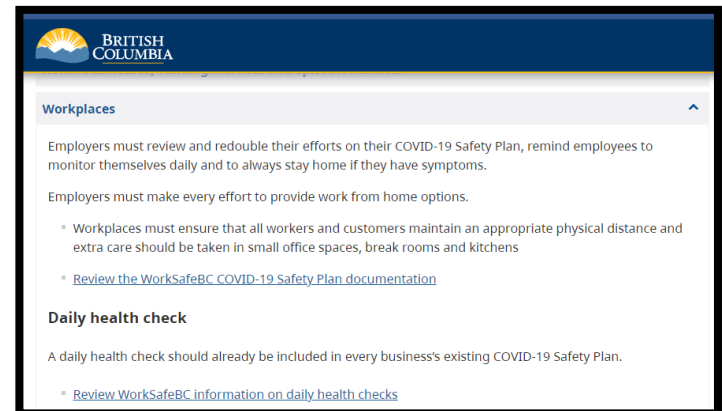 BRITISH
COLUMBIA
Workplaces
Employers must review and redouble their efforts on their COVID-19 Safety Plan, remind employees to
monitor themselves daily and to always stay home if they have symptoms.
Employers must make every effort to provide work from home options.
Workplaces must ensure that all workers and customers maintain an appropriate physical distance and
extra care should be taken in small office spaces, break rooms and kitchens
Review the WorkSafeBC COVID-19 Safety Plan documentation
Daily health check
A daily health check should already be included in every business's existing COVID-19 Safety Plan.
Review WorkSafeBC information on daily health checks